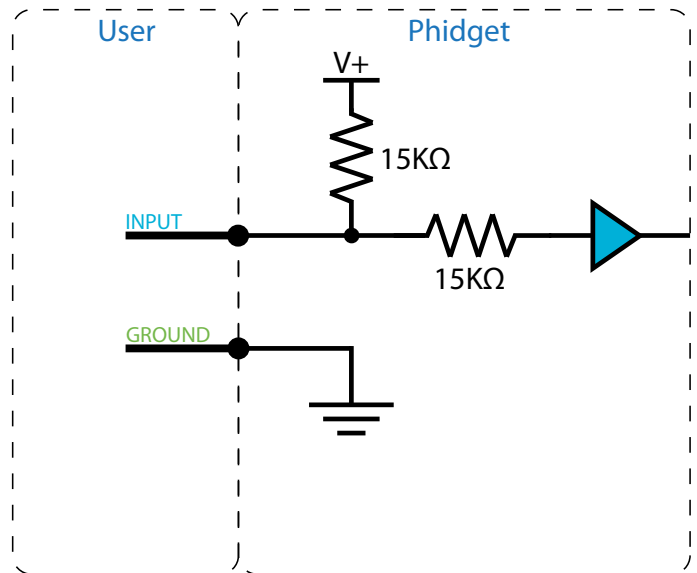 User
Phidget
V+
15KΩ
INPUT
15KΩ
GROUND